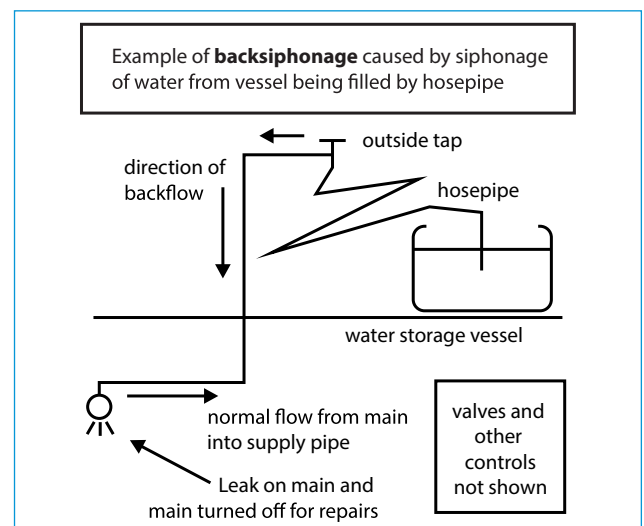 Example of backsiphonage caused by siphonage
of water from vessel being filled by hosepipe
outside tap
direction of
backflow
hosepipe
water storage vessel
normal flow from main
into supply pipe
valves and
other
controls
not shown
Leak on main and
main turned off for repairs